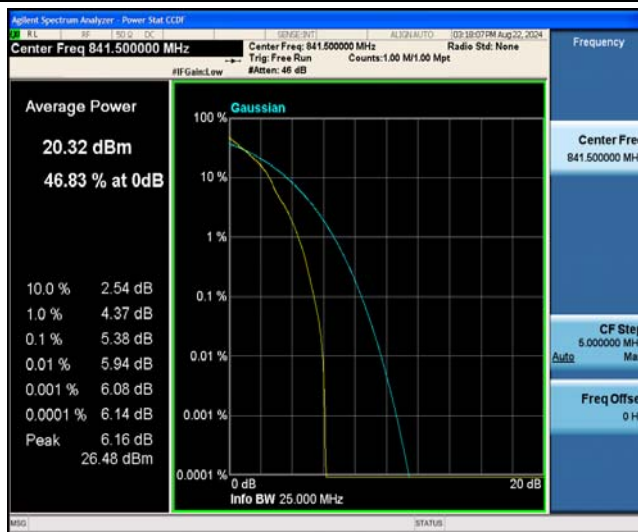 Agilent Spectrum Analyzer - Power Stat CCDF
RL RF 50 Ω DC SENSE:INT ALIGN AUTO 03:18:07 PM Aug 22, 2024
Center Freq 841.500000 MHz
Center Freq: 841.500000 MHz Radio Std: None
Trig: Free Run Counts:1.00 M/1.00 Mpt
#IFGain:Low #Atten: 46 dB
Frequency
Average Power
20.32 dBm
46.83 % at 0dB
10.0 % 2.54 dB
1.0 % 4.37 dB
0.1 % 5.38 dB
0.01 % 5.94 dB
0.001 % 6.08 dB
0.0001 % 6.14 dB
Peak 6.16 dB
26.48 dBm
Gaussian
100 %
10 %
1 %
0.1 %
0.01 %
0.001 %
0.0001 %
0 dB 20 dB
Info BW 25.000 MHz
Center Fre
841.500000 MH
CF Ste
5.000000 MH
Auto Ma
Freq Offse
0 H
MSG STATUS